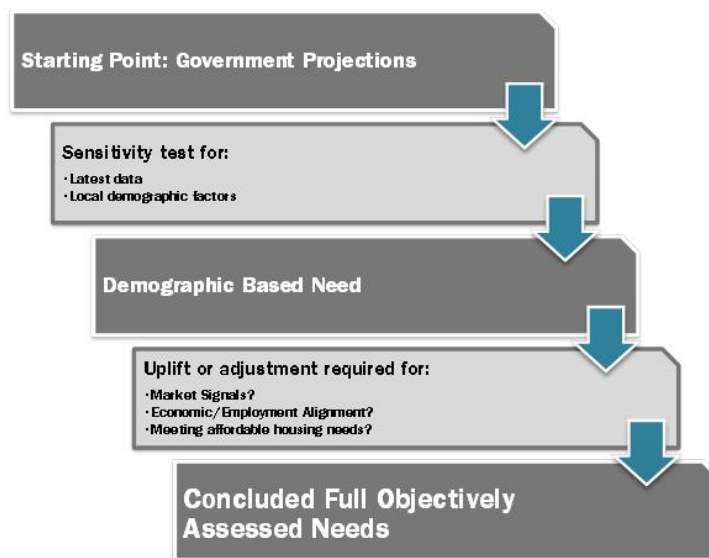 Starting Point: Government Projections
Sensitivity test for:
·Latest data
·Local demographic factors
Demographic Based Need
Uplift or adjustment required for:
·Market Signals?
·Economic/Employment Alignment?
·Meeting affordable housing needs?
Concluded Full Objectively
Assessed Needs